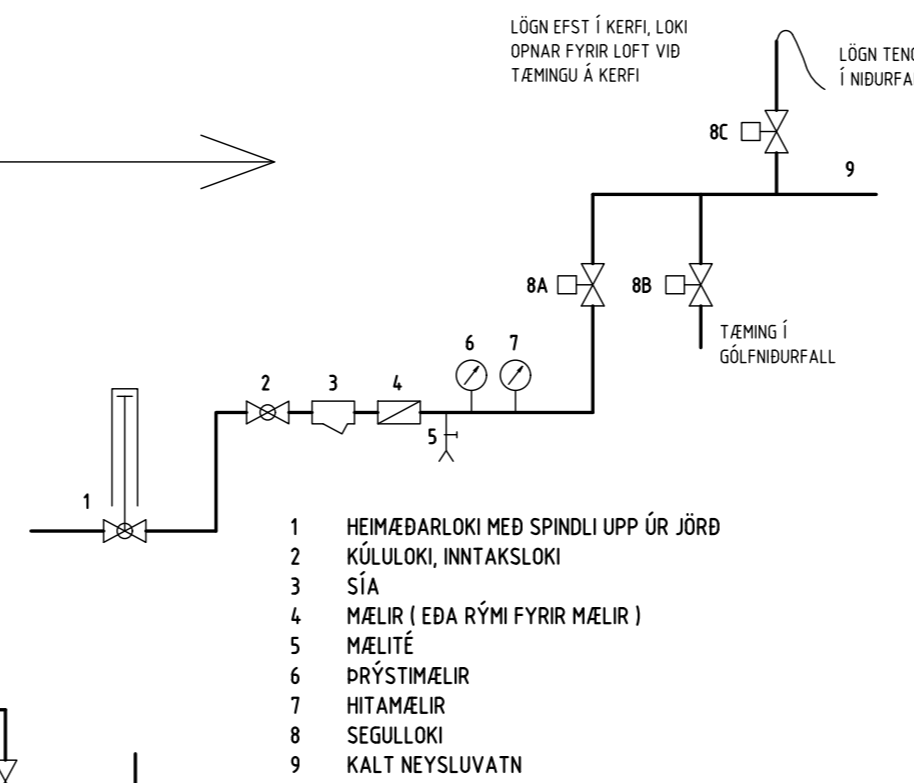 LÖGN EFST Í KERFI, LOKI
OPNAR FYRIR LOFT VIÐ
TÆMINGU Á KERFI
LÖGN
Í
8C
9
8A
8B
TÆMING Í
GÓLFNIÐURFALL
6
7
2
3
4
5
1
1 HEIMÆÐARLOKI MEÐ SPINDLI UPP ÚR JÖRÐ
2 KÚLULOKI, INNTAKSLOKI
3 SÍA
4 MÆLIR ( EÐA RÝMI FYRIR MÆLIR )
5 MÆLITÉ
6 ÞRÝSTIMÆLIR
7 HITAMÆLIR
8 SEGULLOKI
9 KALT NEYSLUVATN